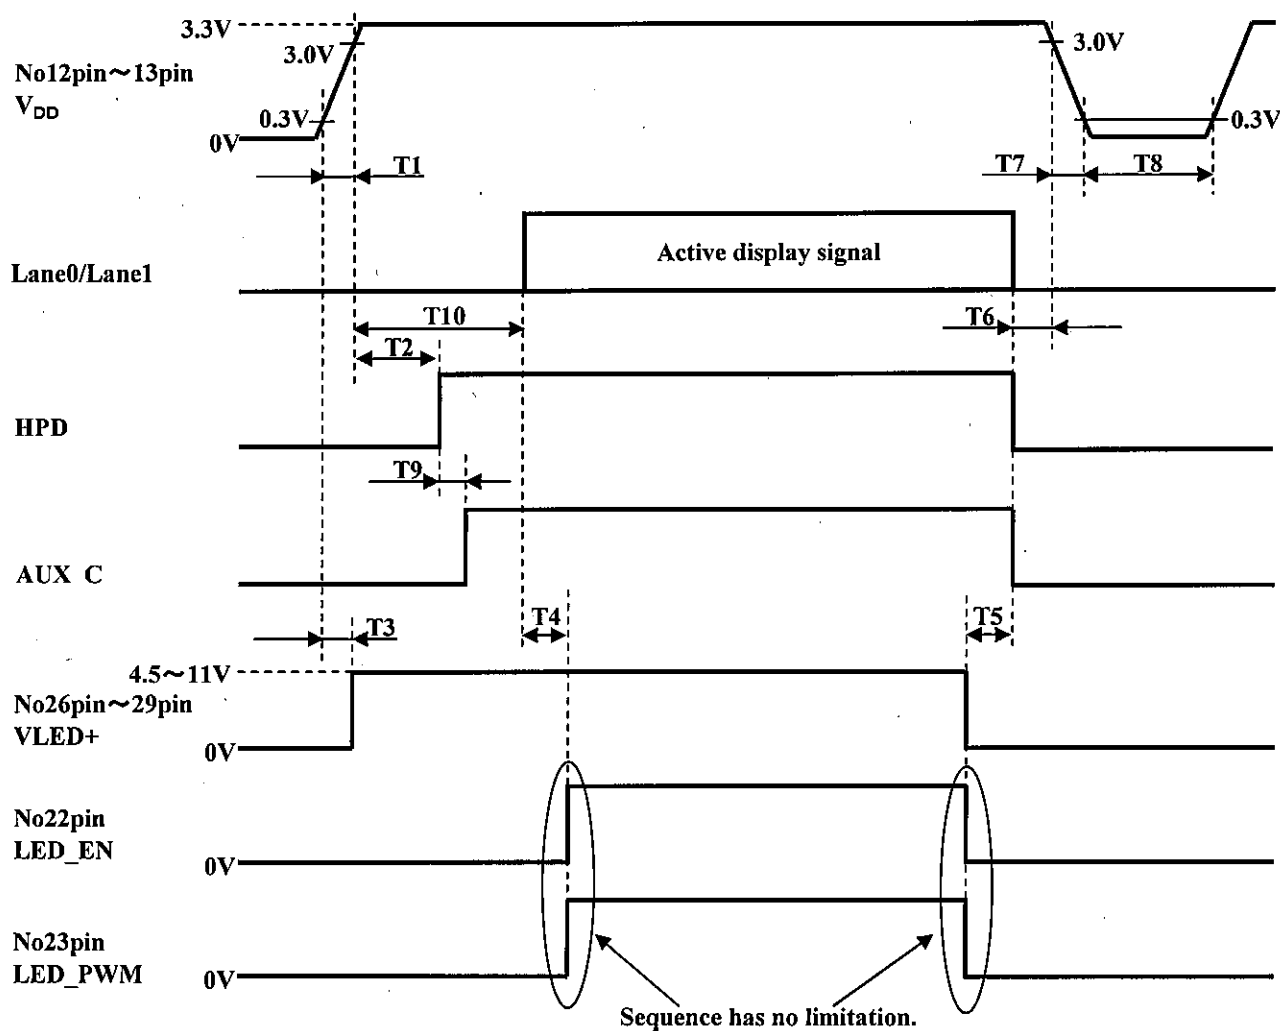 3.3V
3.0V
3.0V
No12pin～13pin
VDD
0.3V
0.3V
0V
T1
T7
T8
Active display signal
Lane0/Lane1
T10
T6
T2
HPD
T9
AUX C
T3
T4
T5
4.5～11V
No26pin～29pin
VLED+
0V
No22pin
LED_EN
0V
No23pin
LED_PWM
0V
Sequence has no limitation.